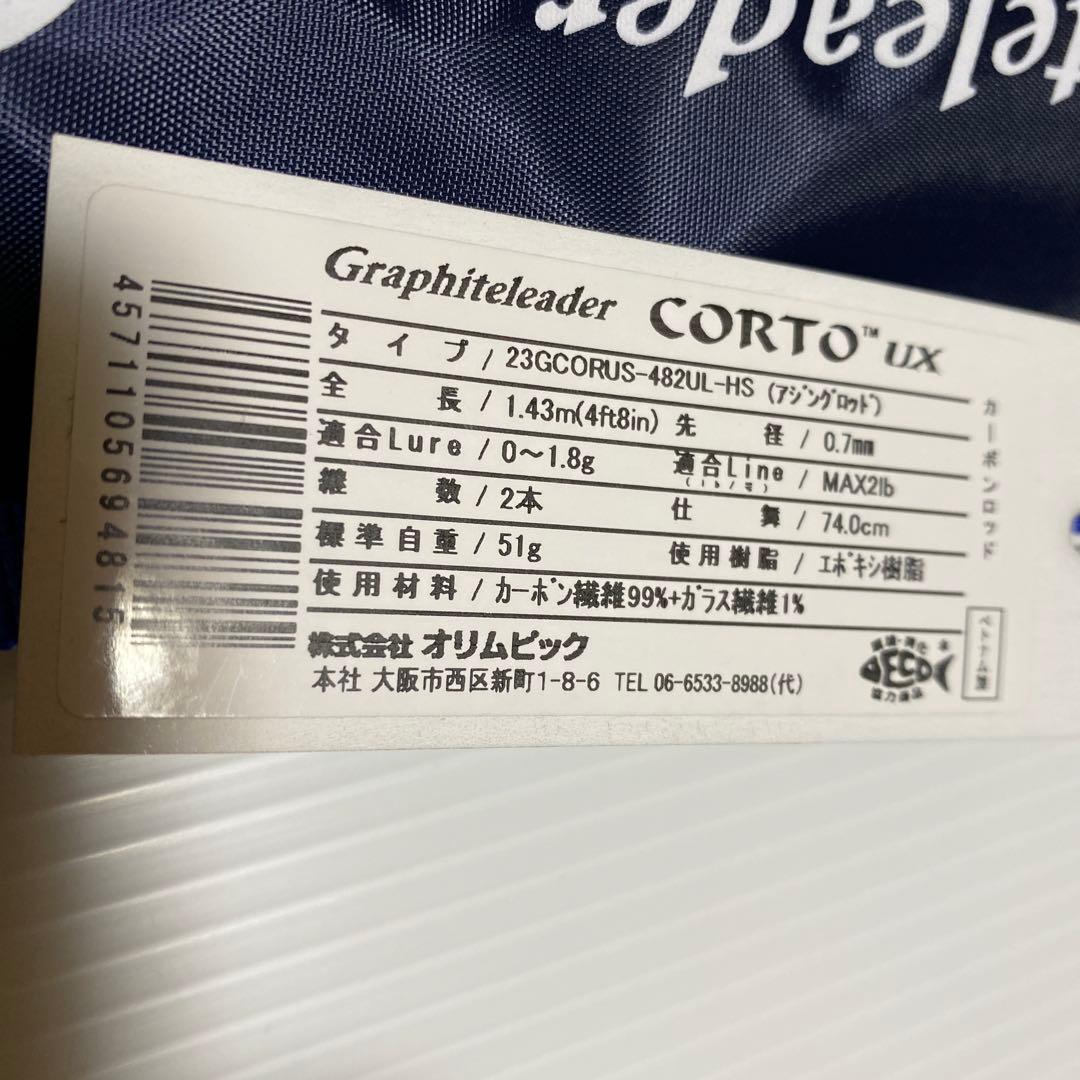 teleader
Graphiteleader CORTO™ UX
タイプ / 23GCORUS-482UL-HS (ｱｼﾞﾝｸﾞﾛｯﾄﾞ)
全長 / 1.43m(4ft8in) 先径 / 0.7mm
適合Lure / 0〜1.8g 適合Line / MAX2lb
(lb/号)
継数 / 2本 仕舞 / 74.0cm
標準自重 / 51g 使用樹脂 / ｴﾎﾟｷｼ樹脂
使用材料 / ｶｰﾎﾞﾝ繊維99%+ｶﾞﾗｽ繊維1%
株式会社 オリムピック
本社 大阪市西区新町1-8-6 TEL 06-6533-8988(代)
カーボンロッド
ECO
ベトナム製
4571105694815